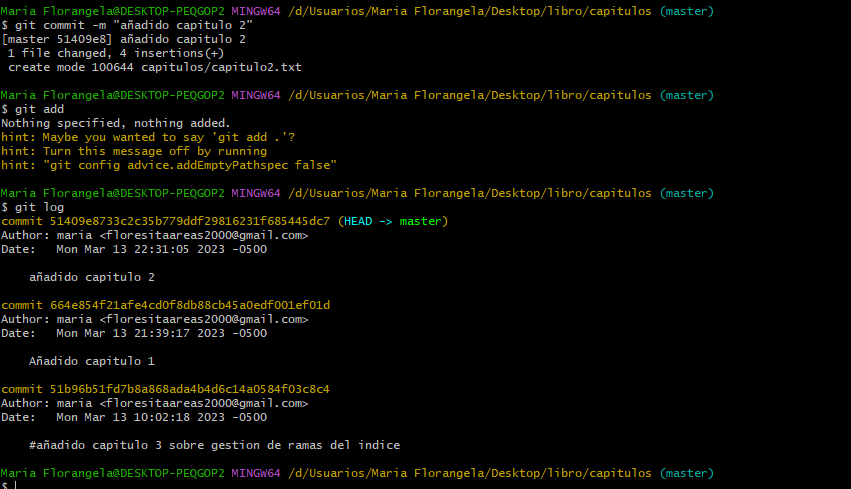 Maria Florangela@DESKTOP-PEQGOP2 MINGW64 /d/Usuarios/Maria Florangela/Desktop/libro/capitulos (master)
$ git commit -m "añadido capitulo 2"
[master 51409e8] añadido capitulo 2
 1 file changed, 4 insertions(+)
 create mode 100644 capitulos/capitulo2.txt

Maria Florangela@DESKTOP-PEQGOP2 MINGW64 /d/Usuarios/Maria Florangela/Desktop/libro/capitulos (master)
$ git add
Nothing specified, nothing added.
hint: Maybe you wanted to say 'git add .'?
hint: Turn this message off by running
hint: "git config advice.addEmptyPathspec false"

Maria Florangela@DESKTOP-PEQGOP2 MINGW64 /d/Usuarios/Maria Florangela/Desktop/libro/capitulos (master)
$ git log
commit 51409e8733c2c35b779ddf29816231f685445dc7 (HEAD -> master)
Author: maria <floresitaareas2000@gmail.com>
Date:   Mon Mar 13 22:31:05 2023 -0500

    añadido capitulo 2

commit 664e854f21afe4cd0f8db88cb45a0edf001ef01d
Author: maria <floresitaareas2000@gmail.com>
Date:   Mon Mar 13 21:39:17 2023 -0500

    Añadido capitulo 1

commit 51b96b51fd7b8a868ada4b4d6c14a0584f03c8c4
Author: maria <floresitaareas2000@gmail.com>
Date:   Mon Mar 13 10:02:18 2023 -0500

    #añadido capitulo 3 sobre gestion de ramas del indice

Maria Florangela@DESKTOP-PEQGOP2 MINGW64 /d/Usuarios/Maria Florangela/Desktop/libro/capitulos (master)
$